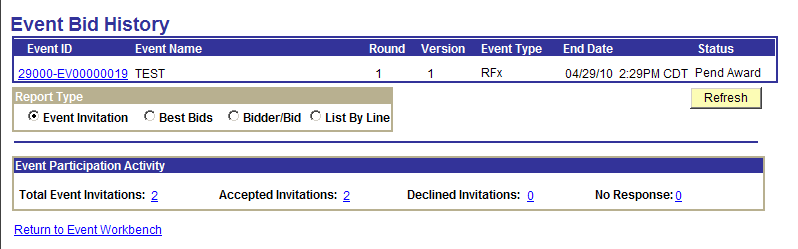 Event Bid History
Event ID Event Name Round Version Event Type End Date Status
29000-EV00000019 TEST 1 1 RFx 04/29/10 2:29PM CDT Pend Award
Report Type
Refresh
Event Invitation Best Bids Bidder/Bid List By Line
Event Participation Activity
Total Event Invitations: 2 Accepted Invitations: 2 Declined Invitations: 0 No Response: 0
Return to Event Workbench